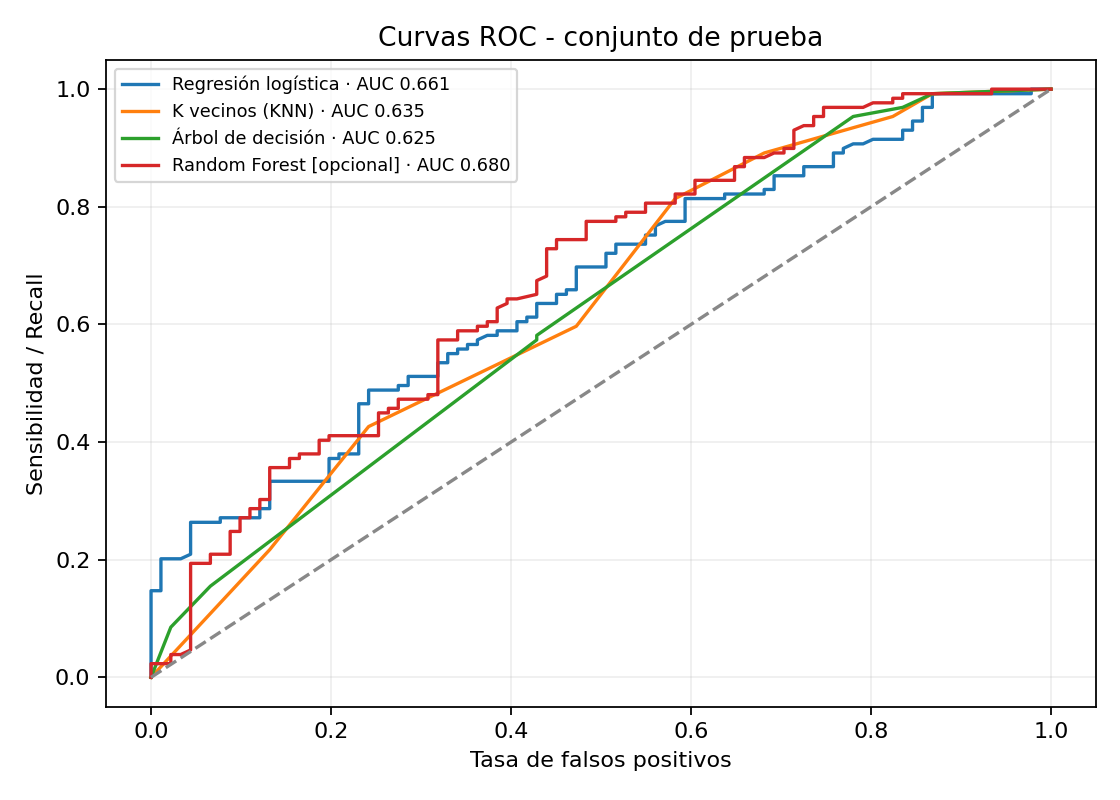 Curvas ROC - conjunto de prueba
Regresión logística · AUC 0.661
K vecinos (KNN) · AUC 0.635
Árbol de decisión · AUC 0.625
Random Forest [opcional] · AUC 0.680
Sensibilidad / Recall
1.0
0.8
0.6
0.4
0.2
0.0
0.0 0.2 0.4 0.6 0.8 1.0
Tasa de falsos positivos